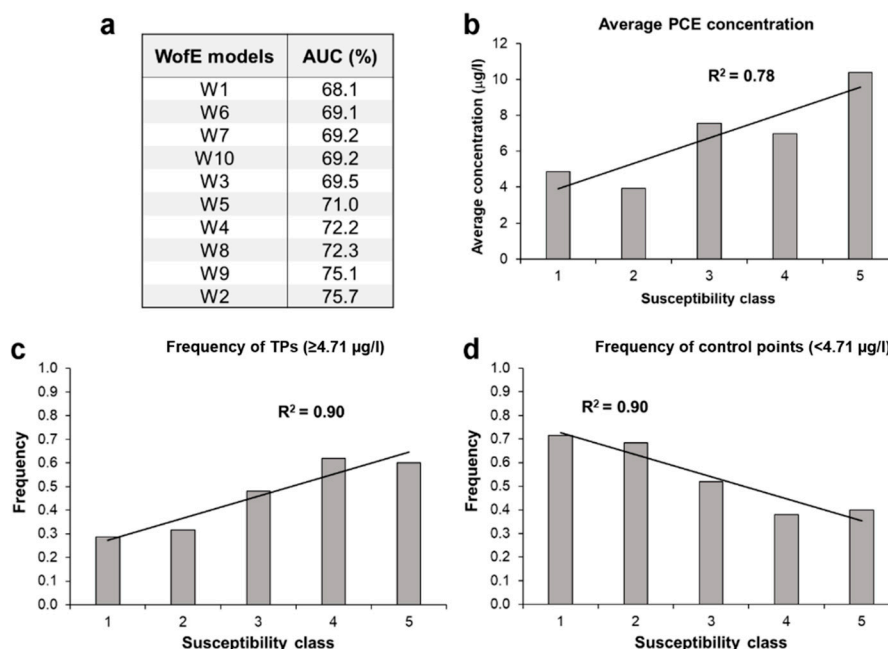 a
WofE models AUC (%)
W1 68.1
W6 69.1
W7 69.2
W10 69.2
W3 69.5
W5 71.0
W4 72.2
W8 72.3
W9 75.1
W2 75.7
b
Average PCE concentration
R² = 0.78
Average concentration (µg/l)
12
10
8
6
4
2
0
1 2 3 4 5
Susceptibility class
c
Frequency of TPs (≥4.71 µg/l)
R² = 0.90
Frequency
1.0
0.9
0.8
0.7
0.6
0.5
0.4
0.3
0.2
0.1
0.0
1 2 3 4 5
Susceptibility class
d
Frequency of control points (<4.71 µg/l)
R² = 0.90
Frequency
1.0
0.9
0.8
0.7
0.6
0.5
0.4
0.3
0.2
0.1
0.0
1 2 3 4 5
Susceptibility class